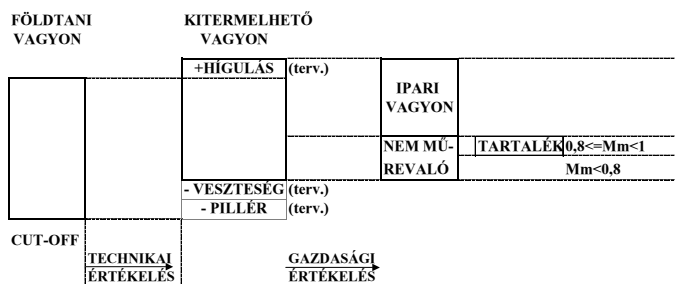 FÖLDTANI
VAGYON
KITERMELHETŐ
VAGYON
+HÍGULÁS (terv.)
IPARI
VAGYON
NEM MŰ-
REVALÓ
TARTALÉK 0,8<=Mm<1
Mm<0,8
- VESZTESÉG (terv.)
- PILLÉR (terv.)
CUT-OFF
TECHNIKAI
ÉRTÉKELÉS
GAZDASÁGI
ÉRTÉKELÉS